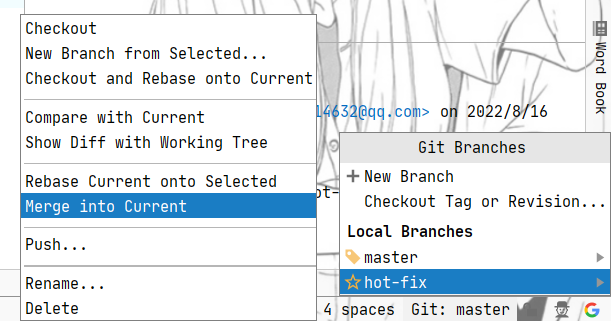 Checkout
New Branch from Selected...
Checkout and Rebase onto Current
Compare with Current
Show Diff with Working Tree
Rebase Current onto Selected
Merge into Current
Push...
Rename...
Delete
14632@qq.com> on 2022/8/16
ot-
Git Branches
New Branch
Checkout Tag or Revision...
Local Branches
master
hot-fix
4 spaces Git: master
Word Book